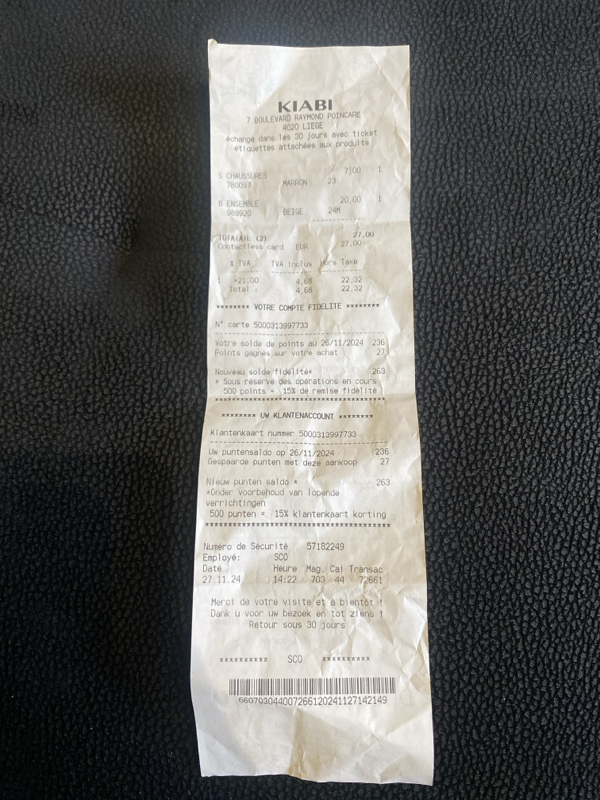 KIABI
7 BOULEVARD RAYMOND POINCARE
4020 LIEGE
échange dans les 30 jours avec ticket
étiquettes attachées aux produits
7,00 1
S CHAUSSURES
780097 MARRON 23
20,00 1
B ENSEMBLE
989920 BEIGE 24M
TOTA(A)L (2) 27,00
Contactless card EUR 27,00
% TVA TVA inclus Hors Taxe
1 >21,00 4,68 22,32
Total : 4,68 22,32
******** VOTRE COMPTE FIDELITE ********
N° carte 5000313997733
Votre solde de points au 26/11/2024 236
Points gagnés sur votre achat 27
Nouveau solde fidélité* 263
* Sous réserve des opérations en cours
500 points = 15% de remise fidélité
******** UW KLANTENACCOUNT ********
Klantenkaart nummer 5000313997733
Uw puntensaldo op 26/11/2024 236
Gespaarde punten met deze aankoop 27
Nieuw punten saldo * 263
*Onder voorbehoud van lopende
verrichtingen
500 punten = 15% klantenkaart korting
Numéro de Sécurité 57182249
Employé: SCO
Date Heure Mag. Cai Transac
27.11.24 14:22 703 44 72661
Merci de votre visite et à bientôt !
Dank u voor uw bezoek en tot ziens !
Retour sous 30 jours
********** SCO **********
660703044007266120241127142149